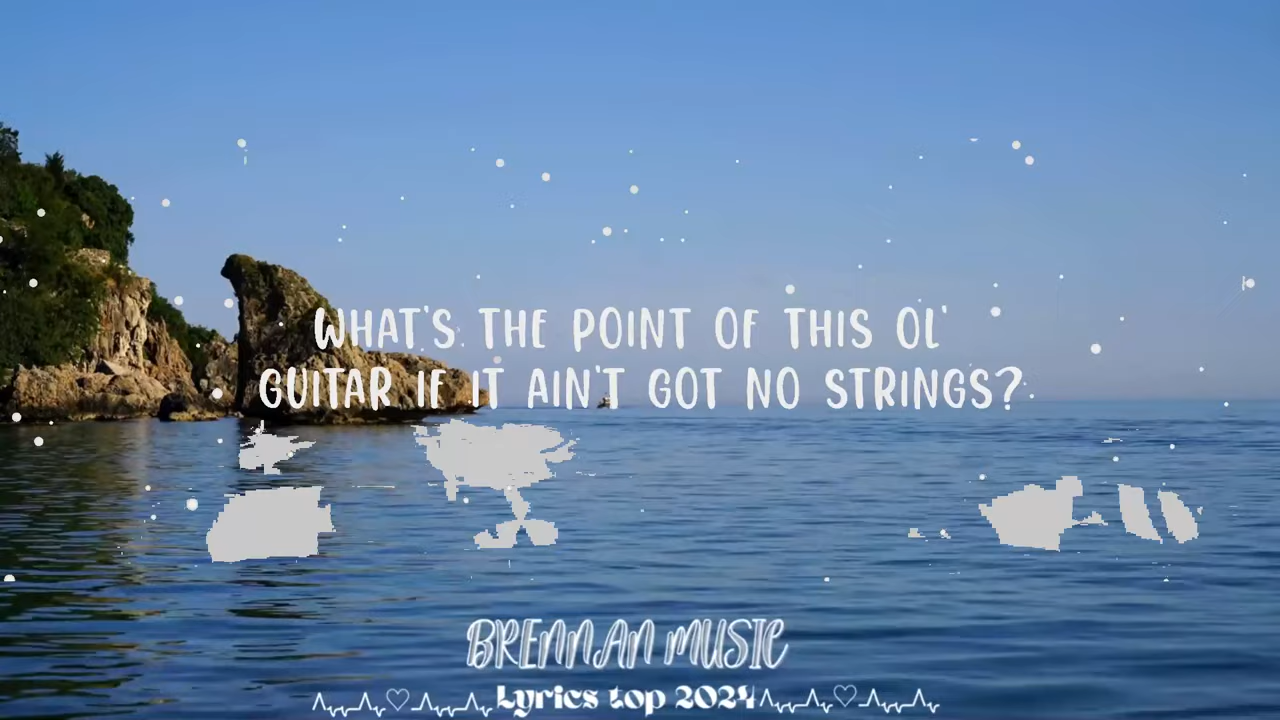 WHAT'S THE POINT OF THIS OL'
GUITAR IF IT AIN'T GOT NO STRINGS?
BRENNAN MUSIC
Lyrics top 2024